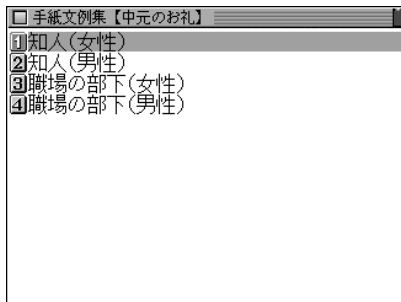 手紙文例集【中元のお礼】
1知人(女性)
2知人(男性)
3職場の部下(女性)
4職場の部下(男性)